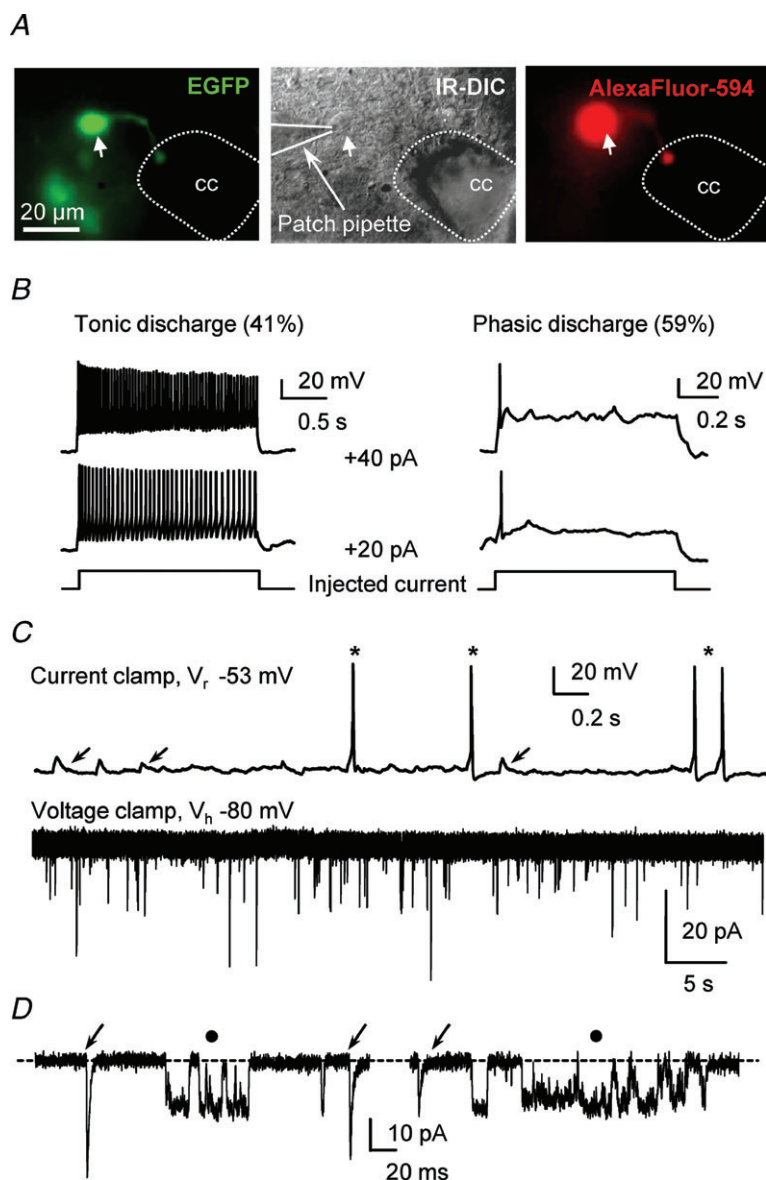 A
EGFP
IR-DIC
AlexaFluor-594
cc
cc
cc
20 µm
Patch pipette
B
Tonic discharge (41%)
Phasic discharge (59%)
20 mV
0.5 s
20 mV
0.2 s
+40 pA
+20 pA
Injected current
C
* * *
Current clamp, Vr -53 mV
20 mV
0.2 s
Voltage clamp, Vh -80 mV
20 pA
5 s
D
10 pA
20 ms